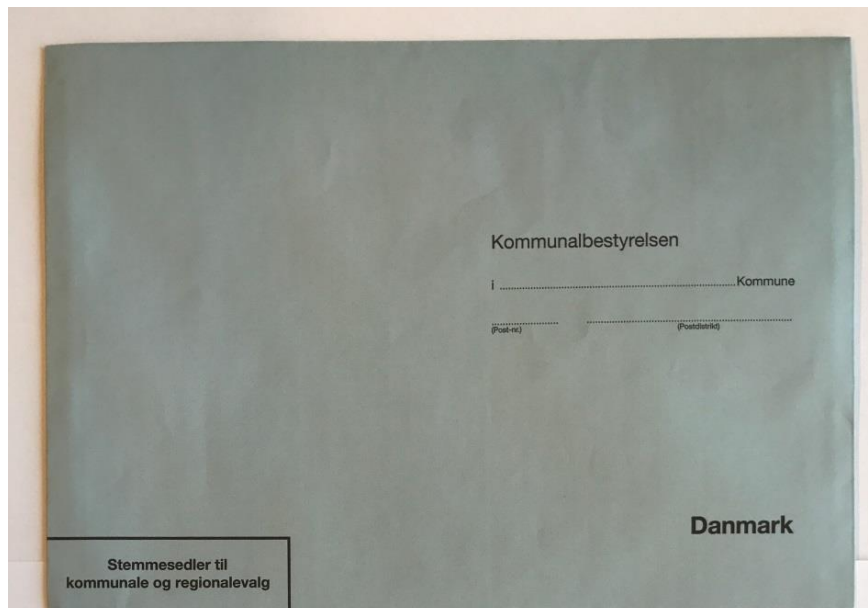 Kommunalbestyrelsen
i ........................................................................ Kommune
(Post-nr.) (Postdistrikt)
Danmark
Stemmesedler til
kommunale og regionalevalg